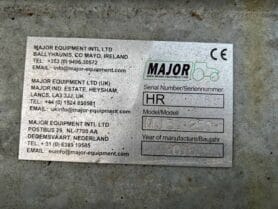 MAJOR EQUIPMENT INTL LTD
BALLYHAUNIS, CO MAYO, IRELAND
TEL: +353 (0) 9496 30572
EMAIL: info@major-equipment.com
MAJOR EQUIPMENT LTD (UK)
MAJOR IND. ESTATE, HEYSHAM,
LANCS, LA3 3JJ, UK
TEL: +44 (0) 1524 850501
EMAIL: ukinfo@major-equipment.com
MAJOR EQUIPMENT INTL LTD
POSTBUS 29, NL-7700 AA
DEDEMSVAART, NEDERLAND
TEL: + 31 (0) 6385 19585
EMAIL: euinfo@major-equipment.com
MAJOR
CE
Serial Number/Seriennummer:
HR
Model/Modell:
Year of manufacture/Baujahr: